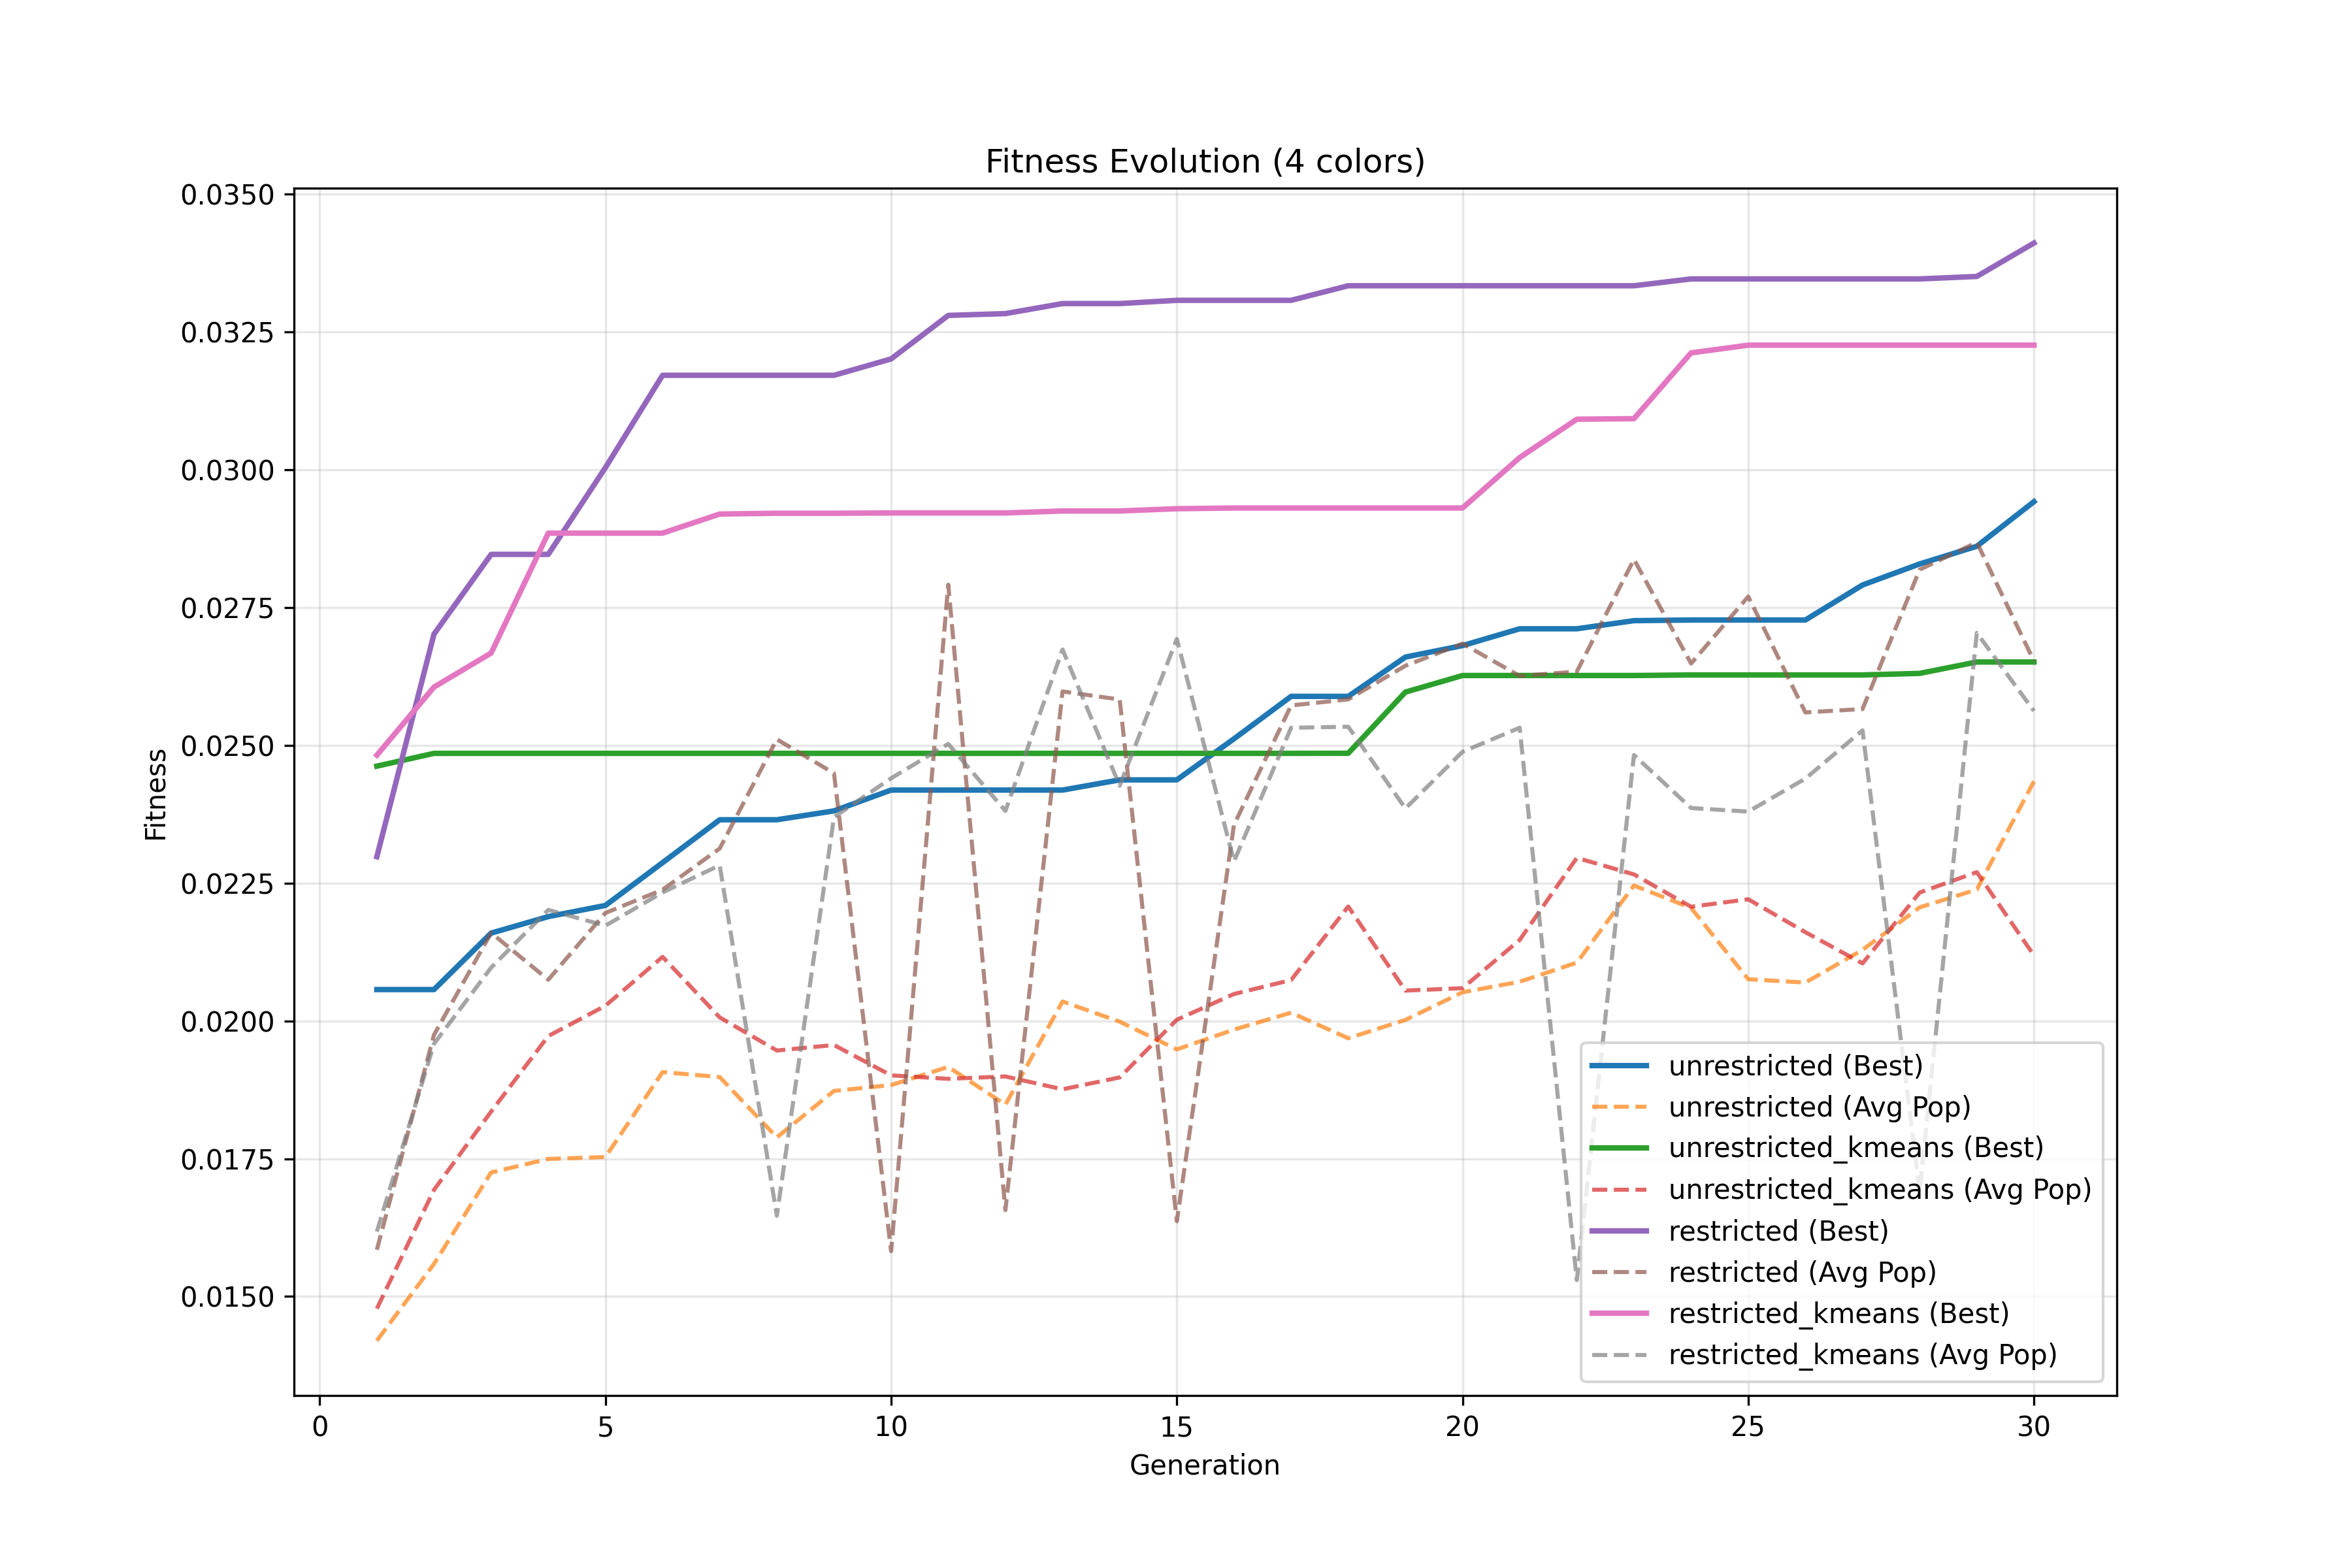 Fitness Evolution (4 colors)
0.0350
0.0325
0.0300
0.0275
0.0250
0.0225
0.0200
0.0175
0.0150
Fitness
unrestricted (Best)
unrestricted (Avg Pop)
unrestricted_kmeans (Best)
unrestricted_kmeans (Avg Pop)
restricted (Best)
restricted (Avg Pop)
restricted_kmeans (Best)
restricted_kmeans (Avg Pop)
0 5 10 15 20 25 30
Generation